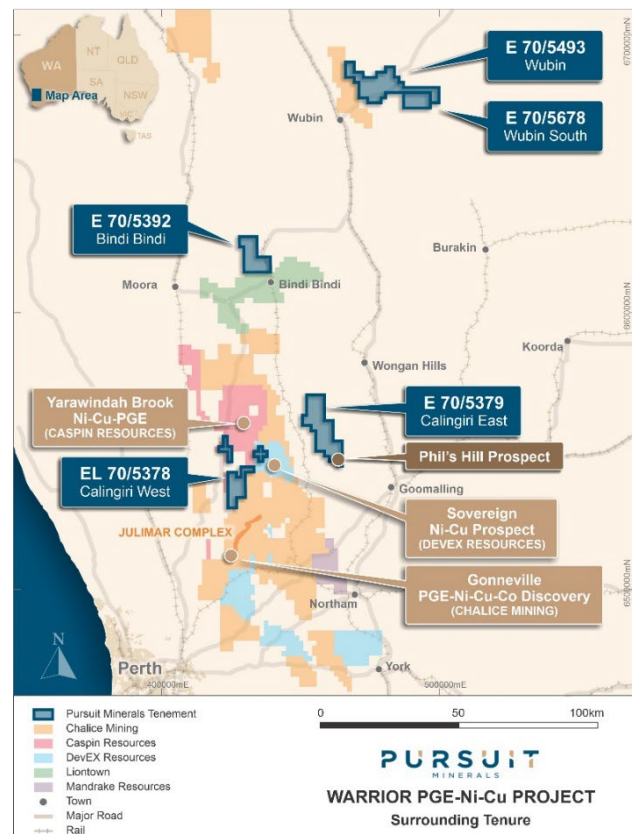 WA
NT
QLD
SA
NSW
VIC
TAS
Map Area
E 70/5493
Wubin
E 70/5678
Wubin South
Wubin
6700000mN
E 70/5392
Bindi Bindi
Burakin
Moora
Bindi Bindi
6600000mN
Koorda
Wongan Hills
Yarawindah Brook
Ni-Cu-PGE
(CASPIN RESOURCES)
E 70/5379
Calingiri East
Phil's Hill Prospect
EL 70/5378
Calingiri West
Goomalling
Sovereign
Ni-Cu Prospect
(DEVEX RESOURCES)
JULIMAR COMPLEX
Gonneville
PGE-Ni-Cu-Co Discovery
(CHALICE MINING)
6500000mN
Northam
N
Perth
York
400000mE
500000mE
Pursuit Minerals Tenement
Chalice Mining
Caspin Resources
DevEX Resources
Liontown
Mandrake Resources
Town
Major Road
Rail
0 50 100km
PURSUIT
MINERALS
WARRIOR PGE-Ni-Cu PROJECT
Surrounding Tenure